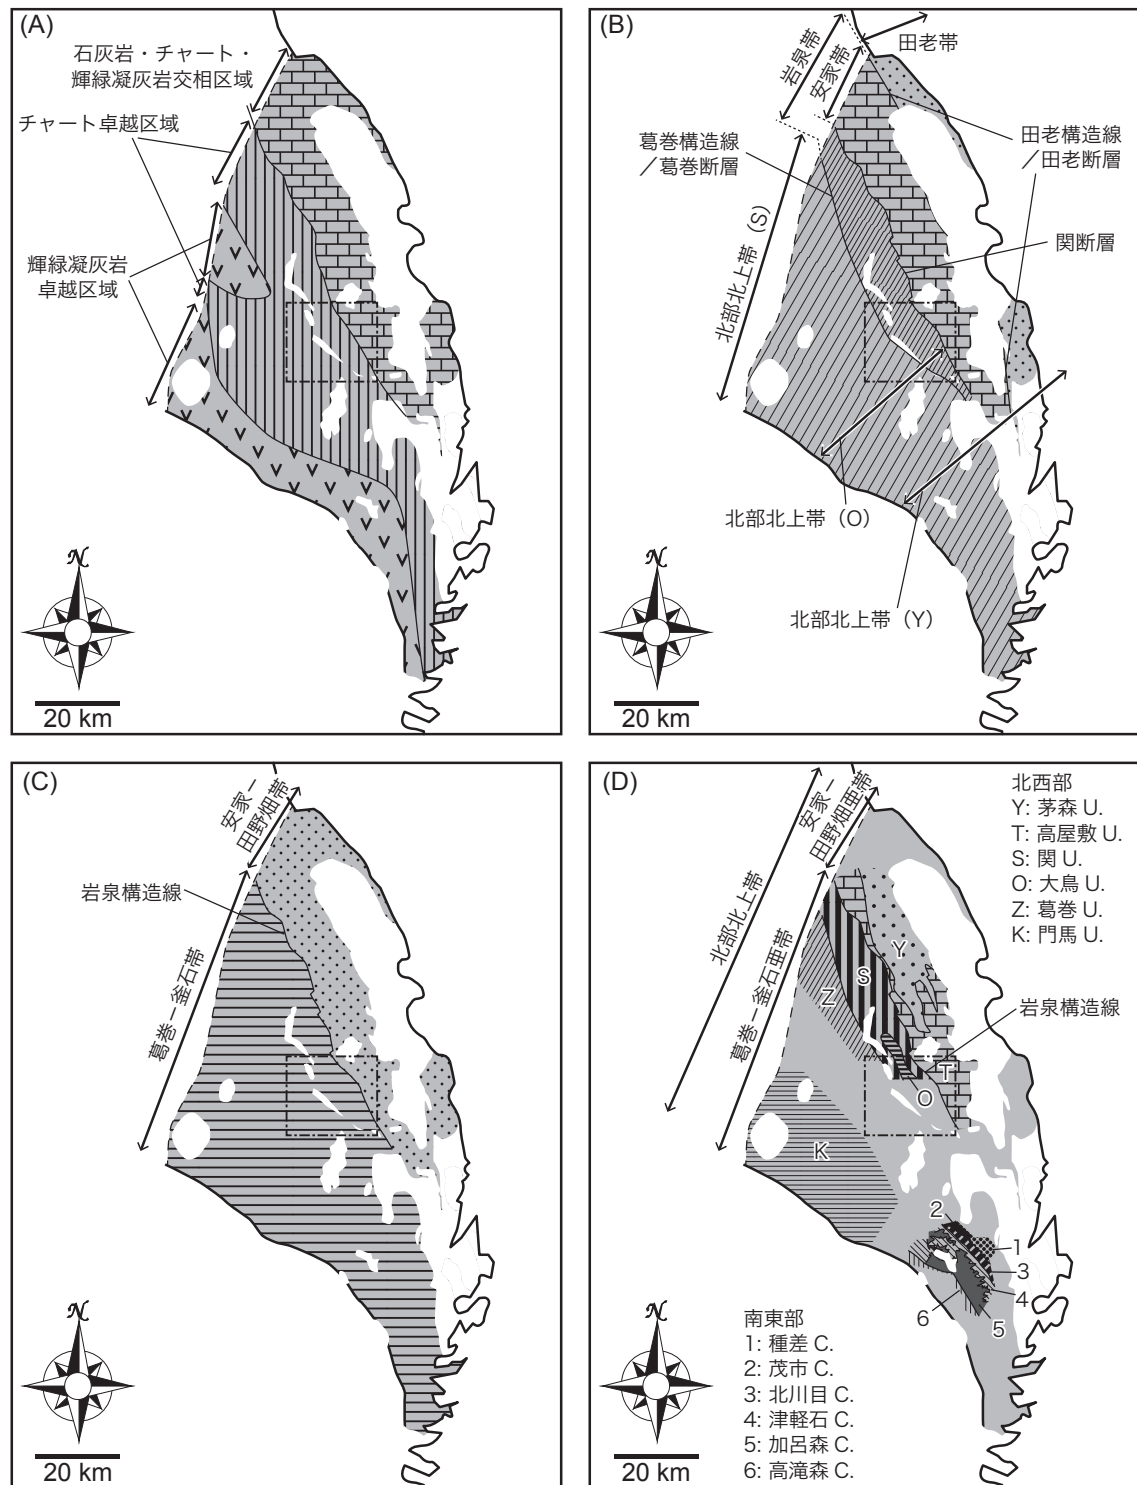 (A)
石灰岩・チャート・
輝緑凝灰岩交相区域
チャート卓越区域
輝緑凝灰岩
卓越区域
N
20 km
(B)
田老帯
岩泉帯
安家帯
葛巻構造線
／葛巻断層
田老構造線
／田老断層
北部北上帯（S）
関断層
北部北上帯（O）
北部北上帯（Y）
N
20 km
(C)
安家ー
田野畑帯
岩泉構造線
葛巻ー釜石帯
N
20 km
(D)
安家ー
田野畑亜帯
北部北上帯
葛巻ー釜石亜帯
北西部
Y: 茅森 U.
T: 高屋敷 U.
S: 関 U.
O: 大鳥 U.
Z: 葛巻 U.
K: 門馬 U.
Y
S
Z
岩泉構造線
T
O
K
2
1
3
4
6
5
南東部
1: 種差 C.
2: 茂市 C.
3: 北川目 C.
4: 津軽石 C.
5: 加呂森 C.
6: 高滝森 C.
N
20 km